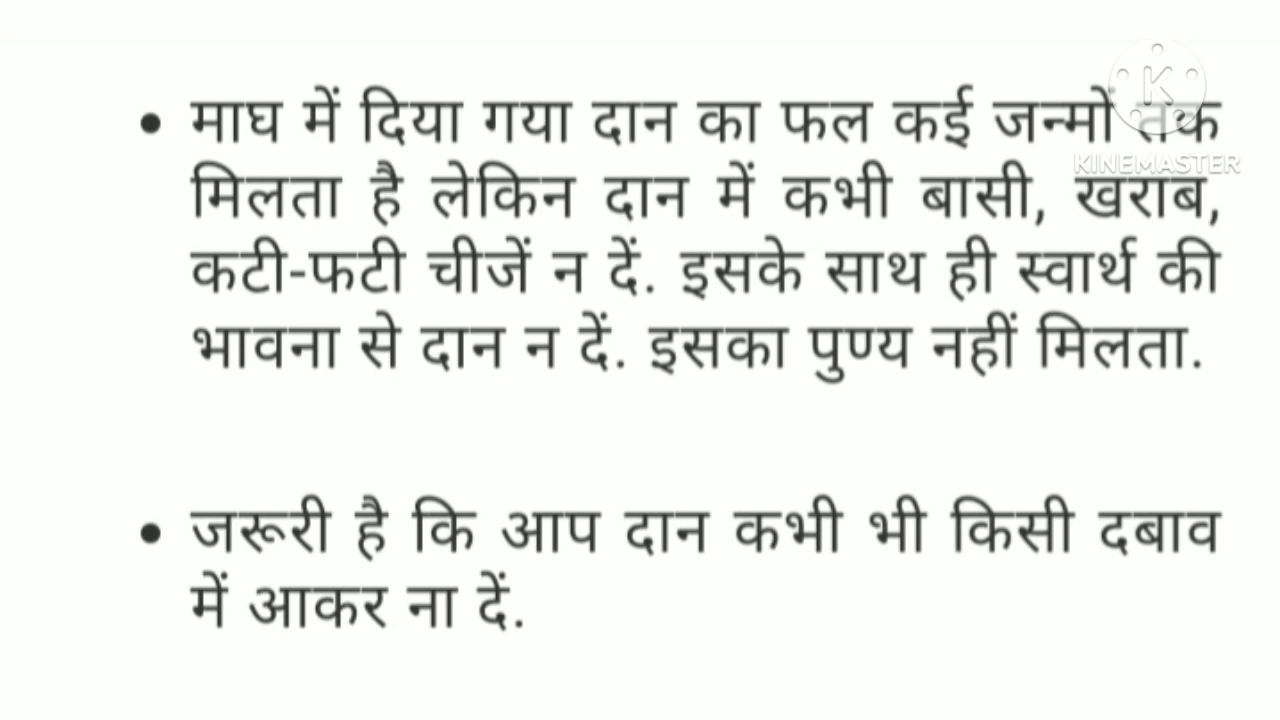 • माघ में दिया गया दान का फल कई जन्मों तक
मिलता है लेकिन दान में कभी बासी, खराब,
कटी-फटी चीजें न दें. इसके साथ ही स्वार्थ की
भावना से दान न दें. इसका पुण्य नहीं मिलता.
• जरूरी है कि आप दान कभी भी किसी दबाव
में आकर ना दें.
K
KINEMASTER